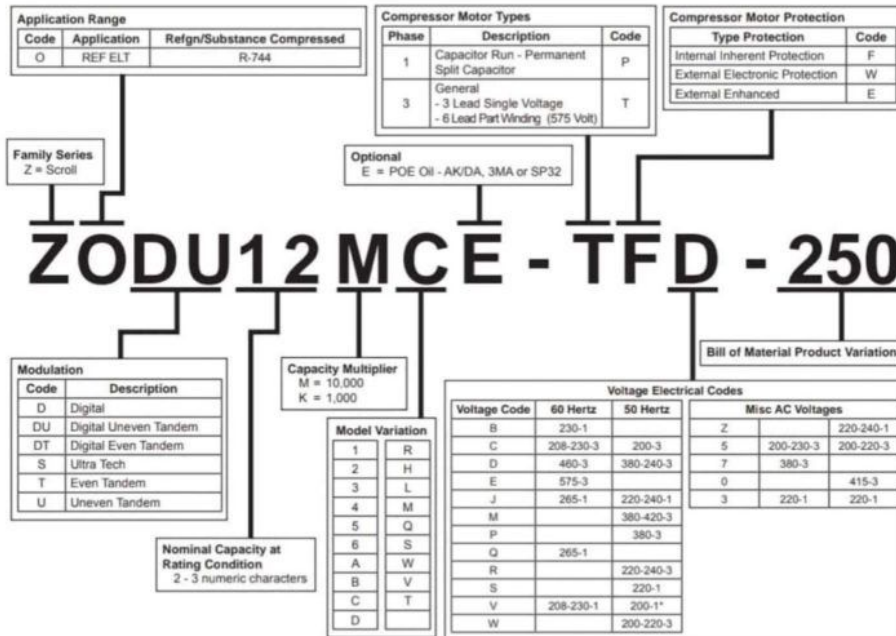 Application Range
Code Application Refgn/Substance Compressed
O REF ELT R-744
Compressor Motor Types
Phase Description Code
1 Capacitor Run - Permanent Split Capacitor P
3 General
- 3 Lead Single Voltage
- 6 Lead Part Winding (575 Volt) T
Compressor Motor Protection
Type Protection Code
Internal Inherent Protection F
External Electronic Protection W
External Enhanced E
Family Series
Z = Scroll
Optional
E = POE Oil - AK/DA, 3MA or SP32
ZODU12MCE - TFD - 250
Modulation
Code Description
D Digital
DU Digital Uneven Tandem
DT Digital Even Tandem
S Ultra Tech
T Even Tandem
U Uneven Tandem
Nominal Capacity at
Rating Condition
2 - 3 numeric characters
Capacity Multiplier
M = 10,000
K = 1,000
Model Variation
1 R
2 H
3 L
4 M
5 Q
6 S
A W
B V
C T
D
Bill of Material Product Variation
Voltage Electrical Codes
Voltage Code 60 Hertz 50 Hertz
B 230-1
C 208-230-3 200-3
D 460-3 380-240-3
E 575-3
J 265-1 220-240-1
M 380-420-3
P 380-3
Q 265-1
R 220-240-3
S 220-1
V 208-230-1 200-1*
W 200-220-3
Misc AC Voltages
Z 220-240-1
5 200-230-3 200-220-3
7 380-3
0 415-3
3 220-1 220-1